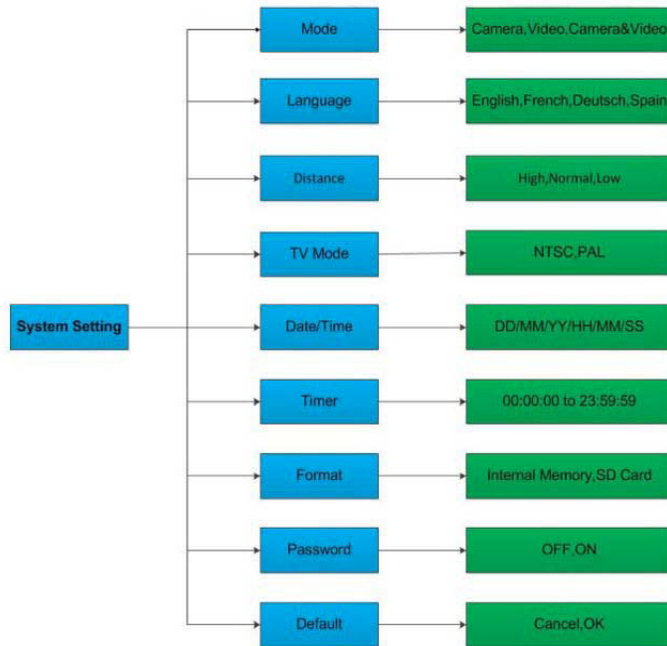 Mode
Camera,Video.Camera&Video
Language
English,French,Deutsch,Spain
Distance
High,Normal,Low
TV Mode
NTSC,PAL
System Setting
Date/Time
DD/MM/YY/HH/MM/SS
Timer
00:00:00 to 23:59:59
Format
Internal Memory,SD Card
Password
OFF,ON
Default
Cancel,OK